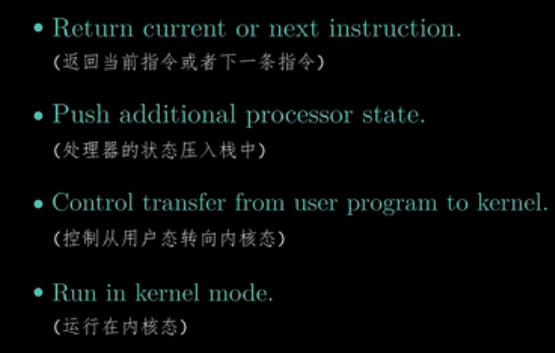 • Return current or next instruction.
(返回当前指令或者下一条指令)
• Push additional processor state.
(处理器的状态压入栈中)
• Control transfer from user program to kernel.
(控制从用户态转向内核态)
• Run in kernel mode.
(运行在内核态)